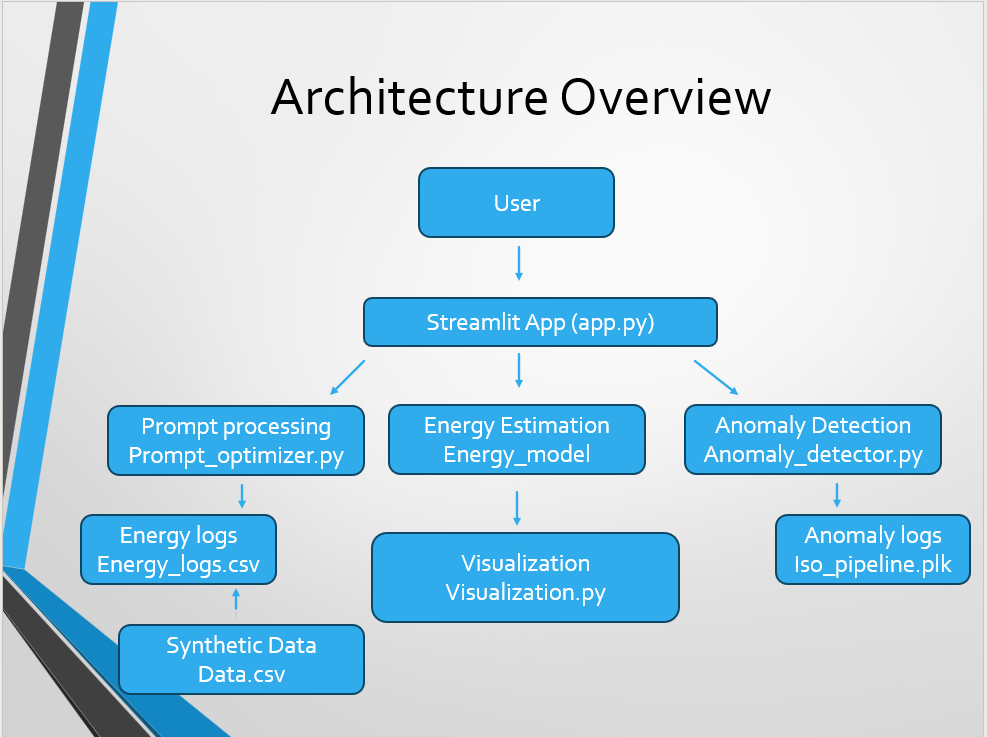 Architecture Overview
User
Streamlit App (app.py)
Prompt processing
Prompt_optimizer.py
Energy Estimation
Energy_model
Anomaly Detection
Anomaly_detector.py
Energy logs
Energy_logs.csv
Visualization
Visualization.py
Anomaly logs
Iso_pipeline.plk
Synthetic Data
Data.csv